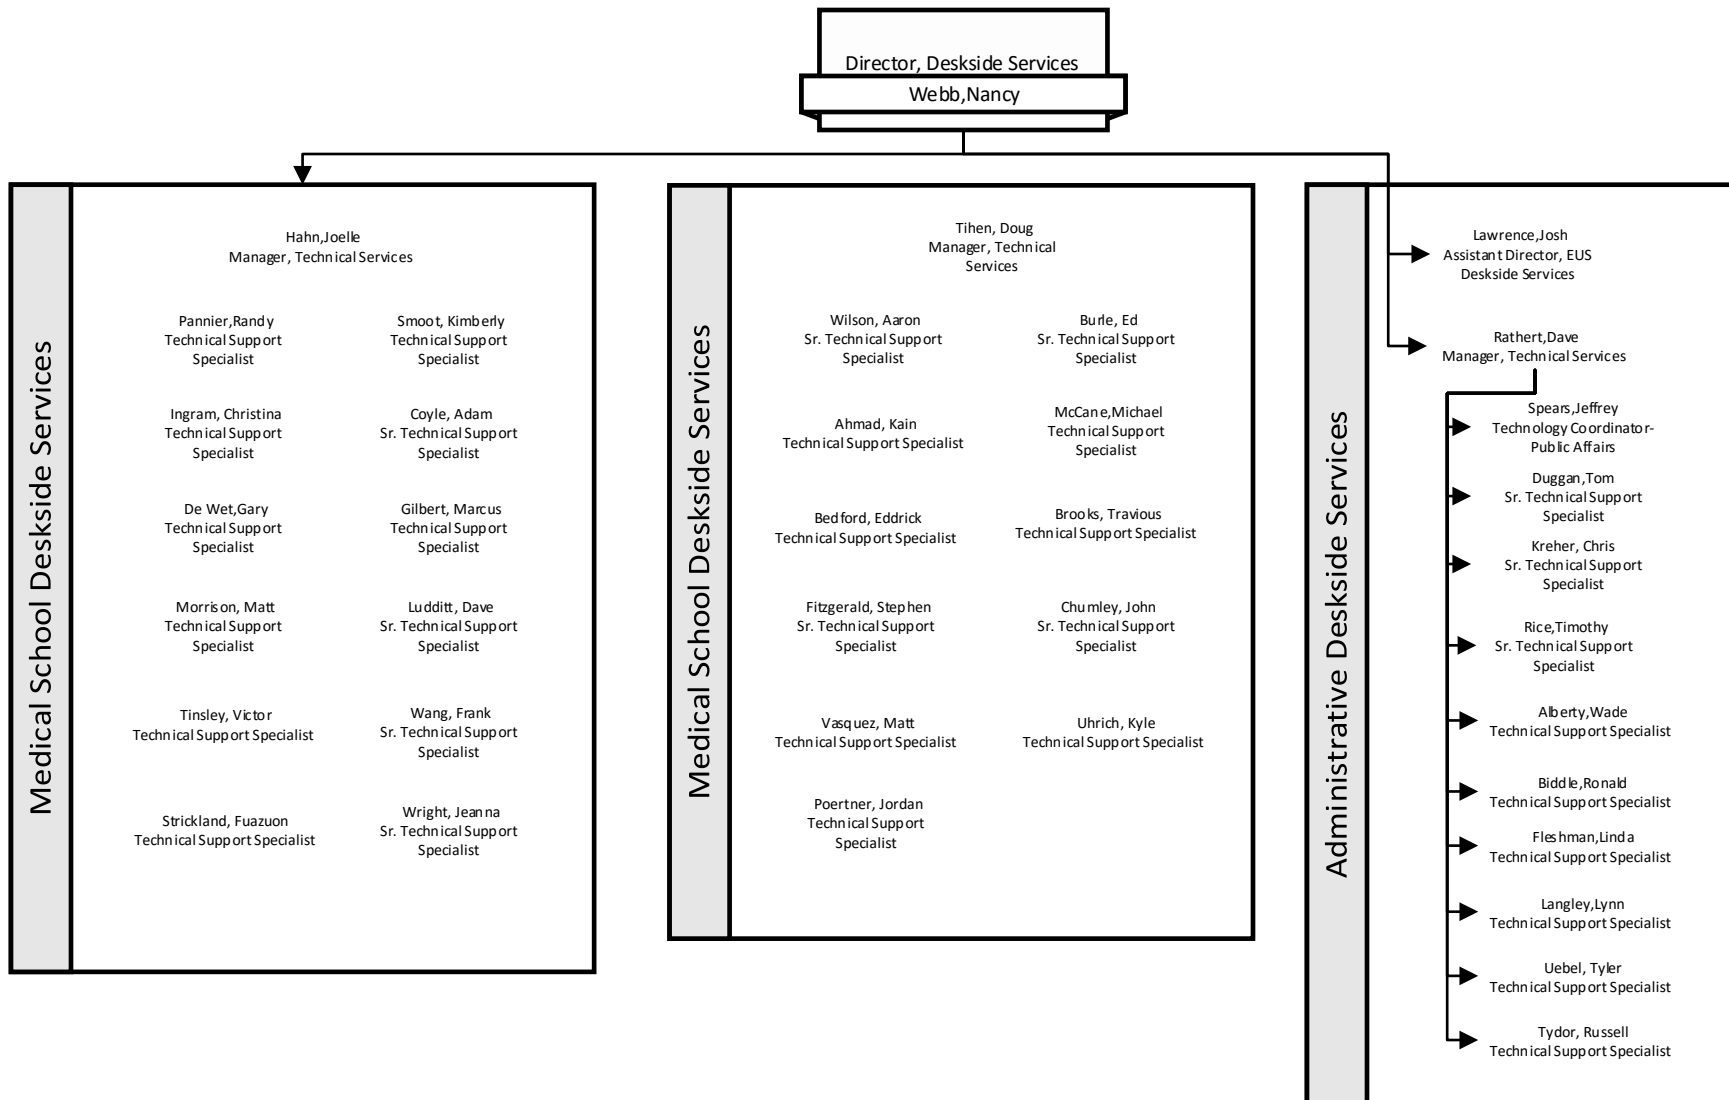 Director, Deskside Services
Webb,Nancy
Medical School Deskside Services
Hahn,Joelle
Manager, Technical Services
Pannier,Randy
Technical Support
Specialist
Smoot, Kimberly
Technical Support
Specialist
Ingram, Christina
Technical Support
Specialist
Coyle, Adam
Sr. Technical Support
Specialist
De Wet,Gary
Technical Support
Specialist
Gilbert, Marcus
Technical Support
Specialist
Morrison, Matt
Technical Support
Specialist
Ludditt, Dave
Sr. Technical Support
Specialist
Tinsley, Victor
Technical Support Specialist
Wang, Frank
Sr. Technical Support
Specialist
Strickland, Fuazuon
Technical Support Specialist
Wright, Jeanna
Sr. Technical Support
Specialist
Medical School Deskside Services
Tihen, Doug
Manager, Technical
Services
Wilson, Aaron
Sr. Technical Support
Specialist
Burle, Ed
Sr. Technical Support
Specialist
Ahmad, Kain
Technical Support Specialist
McCane,Michael
Technical Support
Specialist
Bedford, Eddrick
Technical Support Specialist
Brooks, Travious
Technical Support Specialist
Fitzgerald, Stephen
Sr. Technical Support
Specialist
Chumley, John
Sr. Technical Support
Specialist
Vasquez, Matt
Technical Support Specialist
Uhrich, Kyle
Technical Support Specialist
Poertner, Jordan
Technical Support
Specialist
Administrative Deskside Services
Lawrence,Josh
Assistant Director, EUS
Deskside Services
Rathert,Dave
Manager, Technical Services
Spears,Jeffrey
Technology Coordinator-
Public Affairs
Duggan,Tom
Sr. Technical Support
Specialist
Kreher, Chris
Sr. Technical Support
Specialist
Rice,Timothy
Sr. Technical Support
Specialist
Alberty,Wade
Technical Support Specialist
Biddle,Ronald
Technical Support Specialist
Fleshman,Linda
Technical Support Specialist
Langley,Lynn
Technical Support Specialist
Uebel, Tyler
Technical Support Specialist
Tydor, Russell
Technical Support Specialist